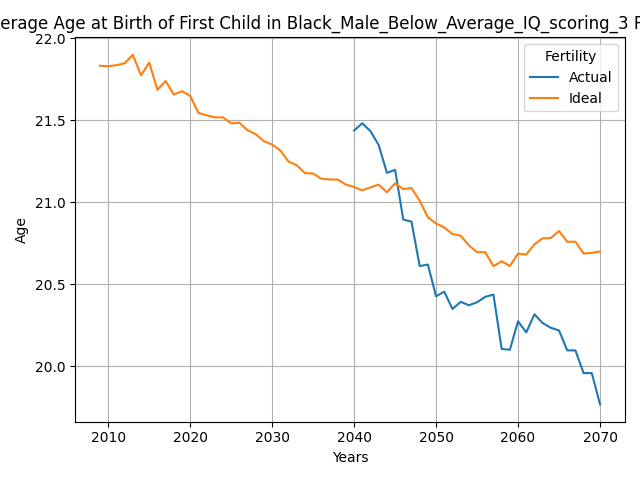 erage Age at Birth of First Child in Black_Male_Below_Average_IQ_scoring_3
Fertility
Actual
Ideal
22.0
21.5
21.0
20.5
20.0
Age
2010 2020 2030 2040 2050 2060 2070
Years